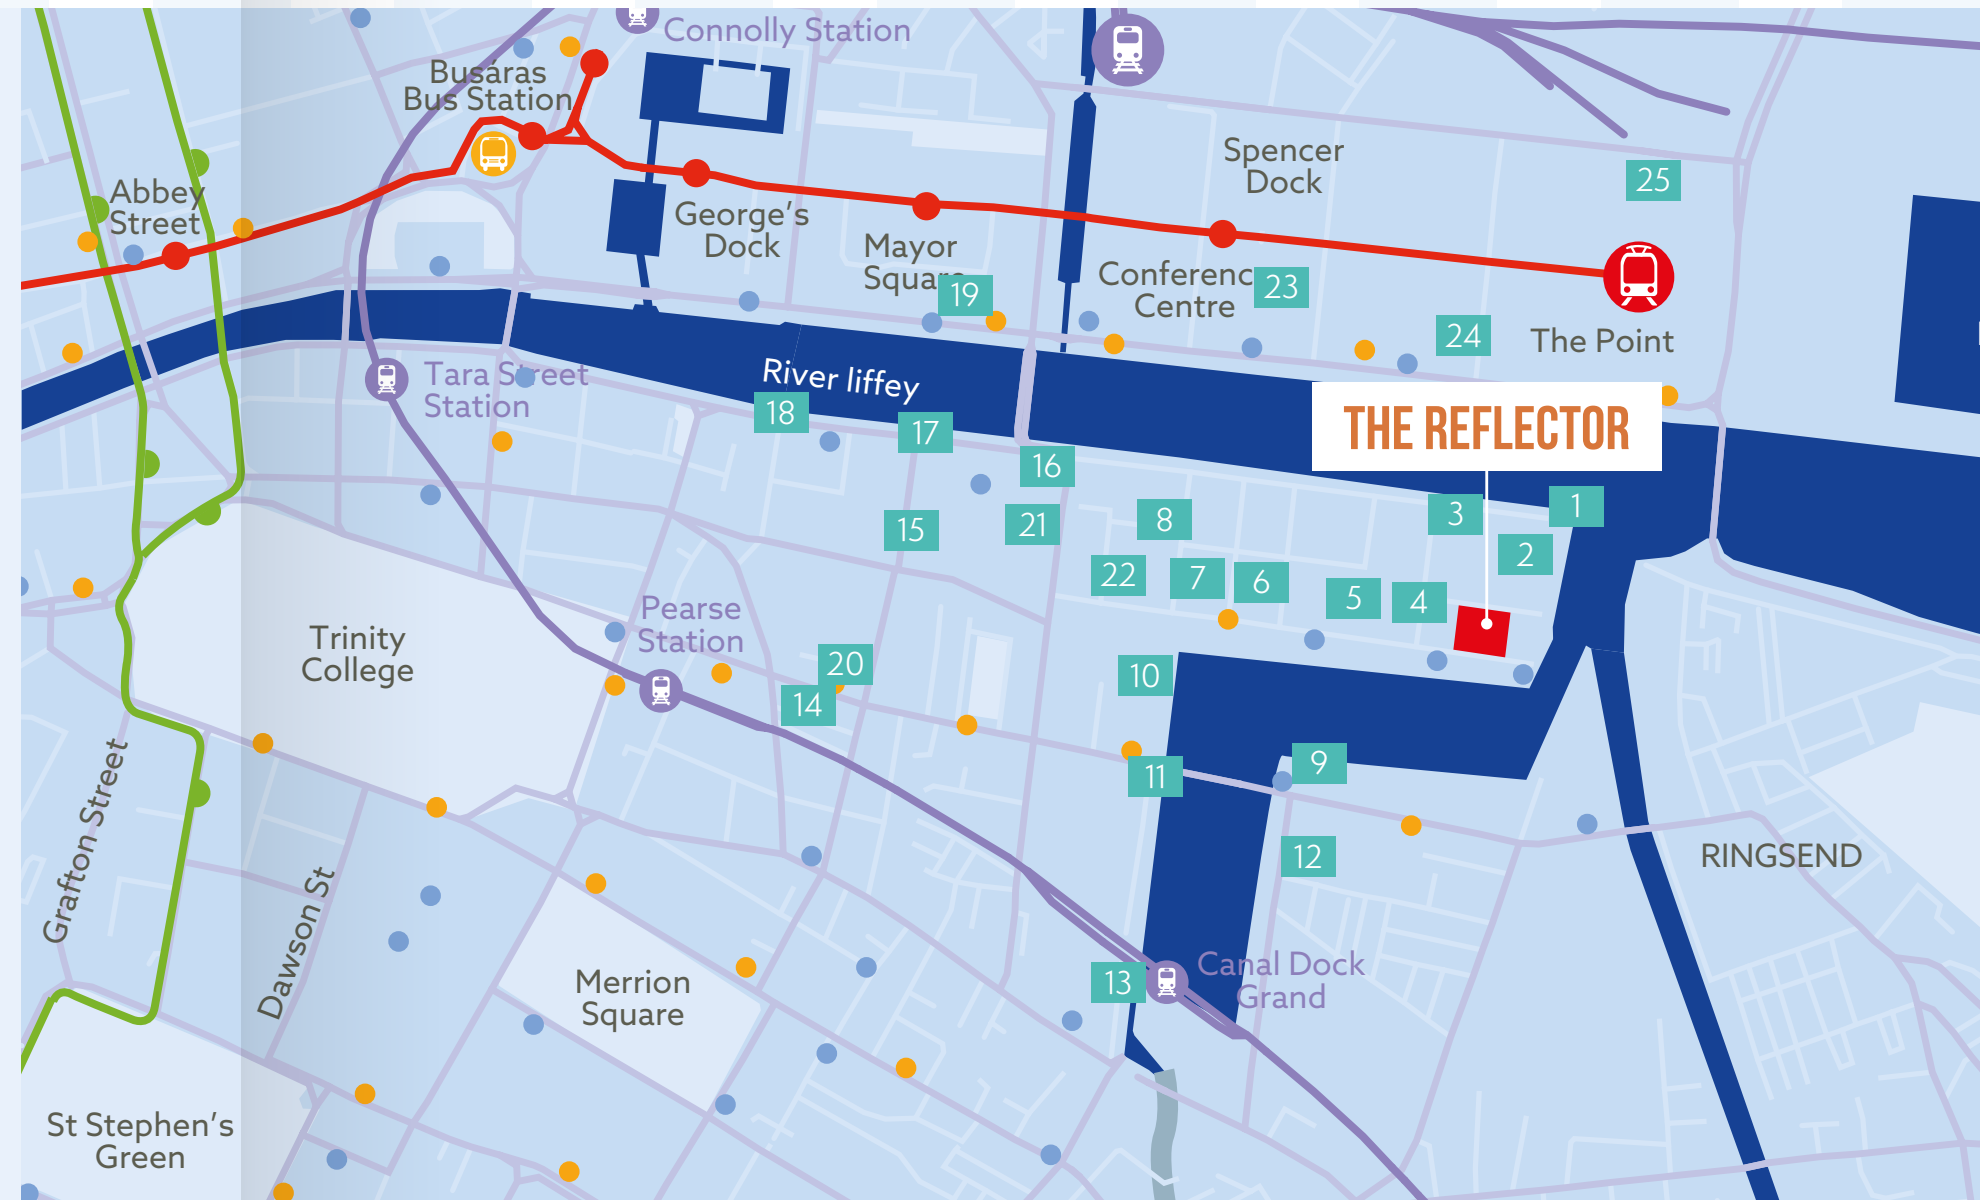 Connolly Station
Busáras
Bus Station
Spencer
Dock
25
Abbey
Street
George's
Dock
Mayor
Square
19
Conferenc
Centre
23
24
The Point
Tara Street
Station
River liffey
18
17
THE REFLECTOR
16
15
21
8
3
1
2
22
7
6
5
4
Pearse
Station
Trinity
College
20
14
10
9
11
12
RINGSEND
Grafton Street
Dawson St
Merrion
Square
13
Canal Dock
Grand
St Stephen's
Green